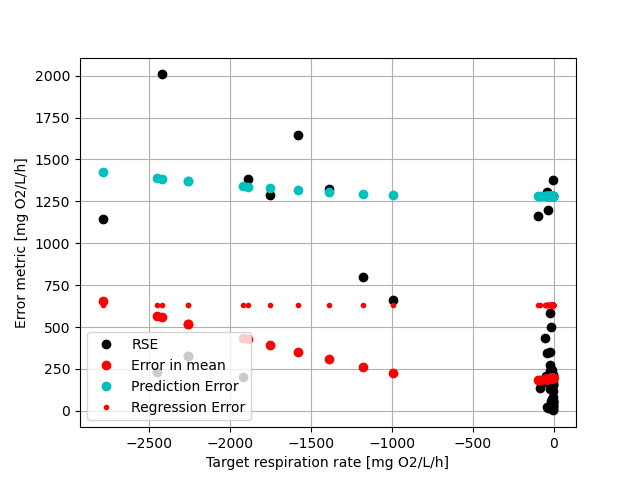 2000
1750
1500
1250
1000
750
500
250
0
Error metric [mg O2/L/h]
RSE
Error in mean
Prediction Error
Regression Error
−2500 −2000 −1500 −1000 −500 0
Target respiration rate [mg O2/L/h]